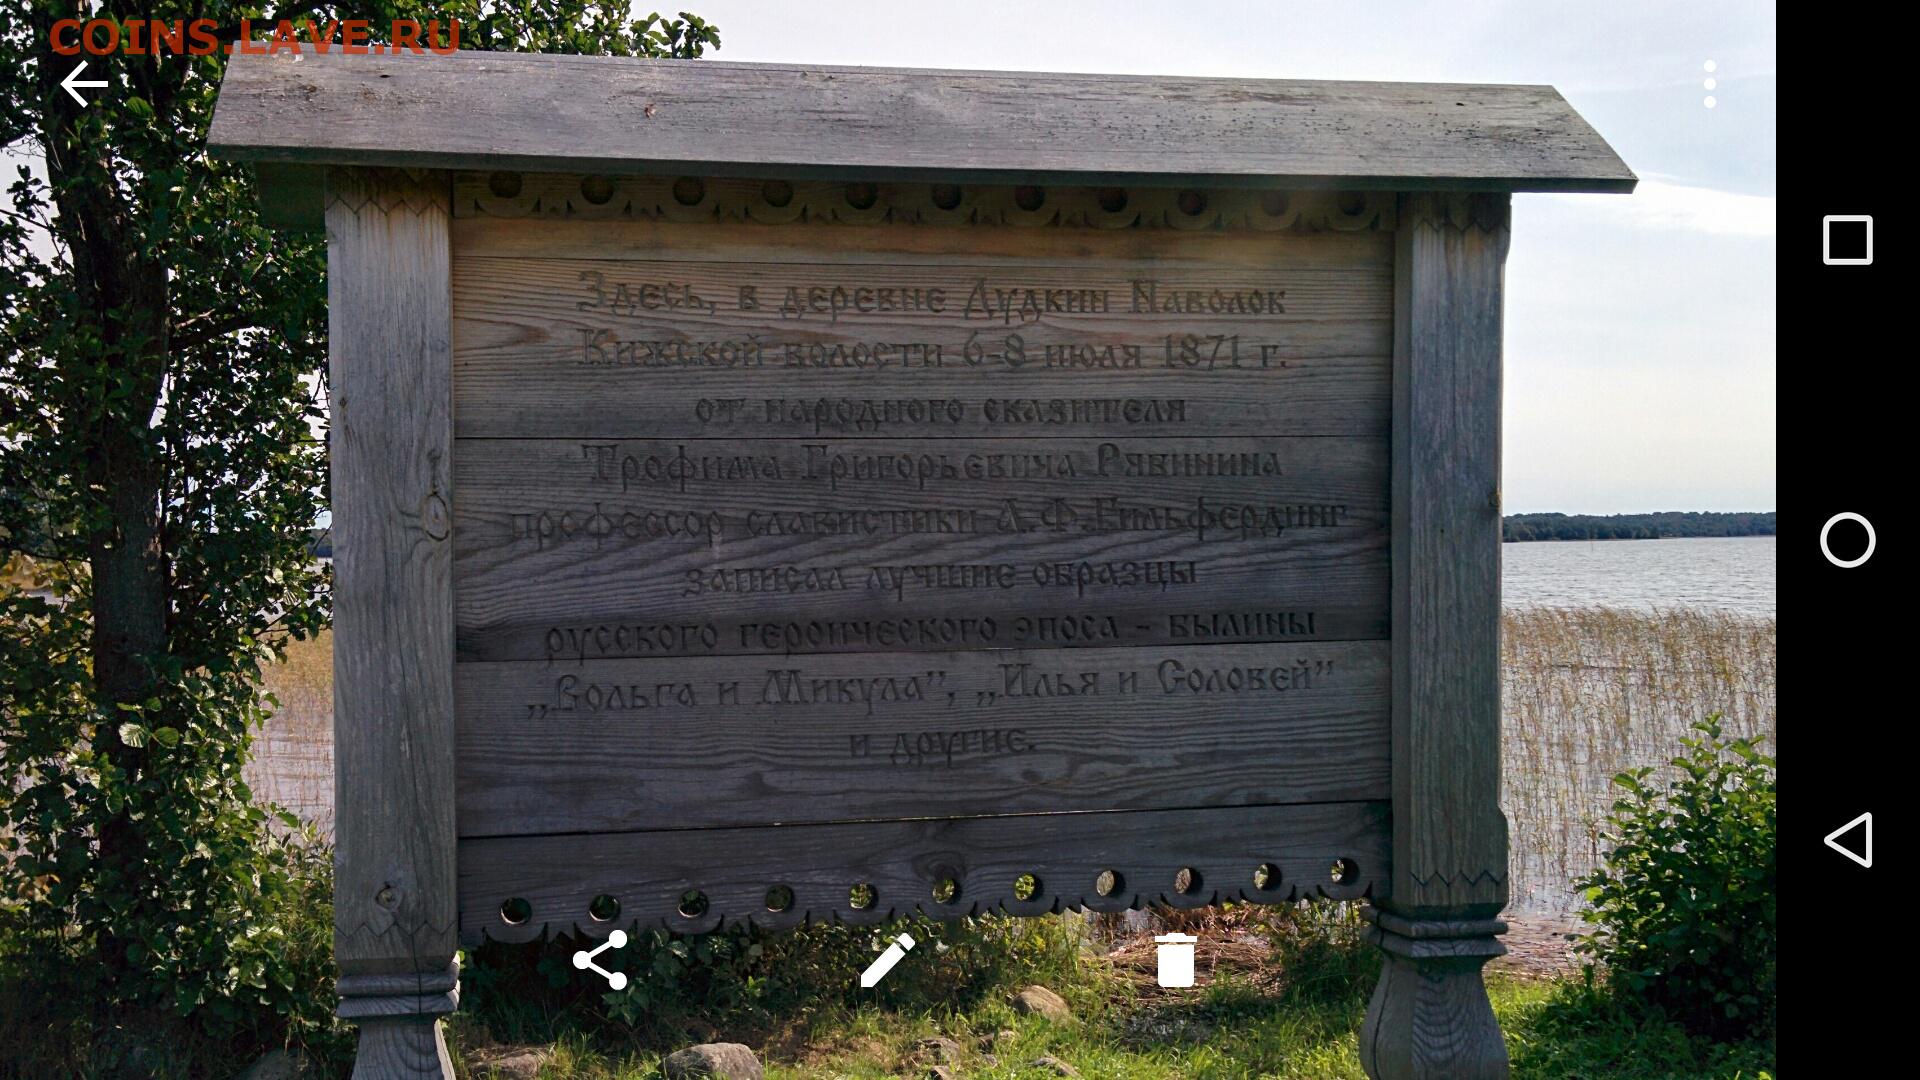 COINS.LAVE.RU
Здесь, в деревне Дудкин Наволок
Кижской волости 6-8 июля 1871 г.
от народного сказителя
Трофима Григорьевича Рябинина
профессор славистики А.Ф.Гильфердинг
записал лучшие образцы
русского героического эпоса - былины
„Вольга и Микула”, „Илья и Соловей”
и другие.